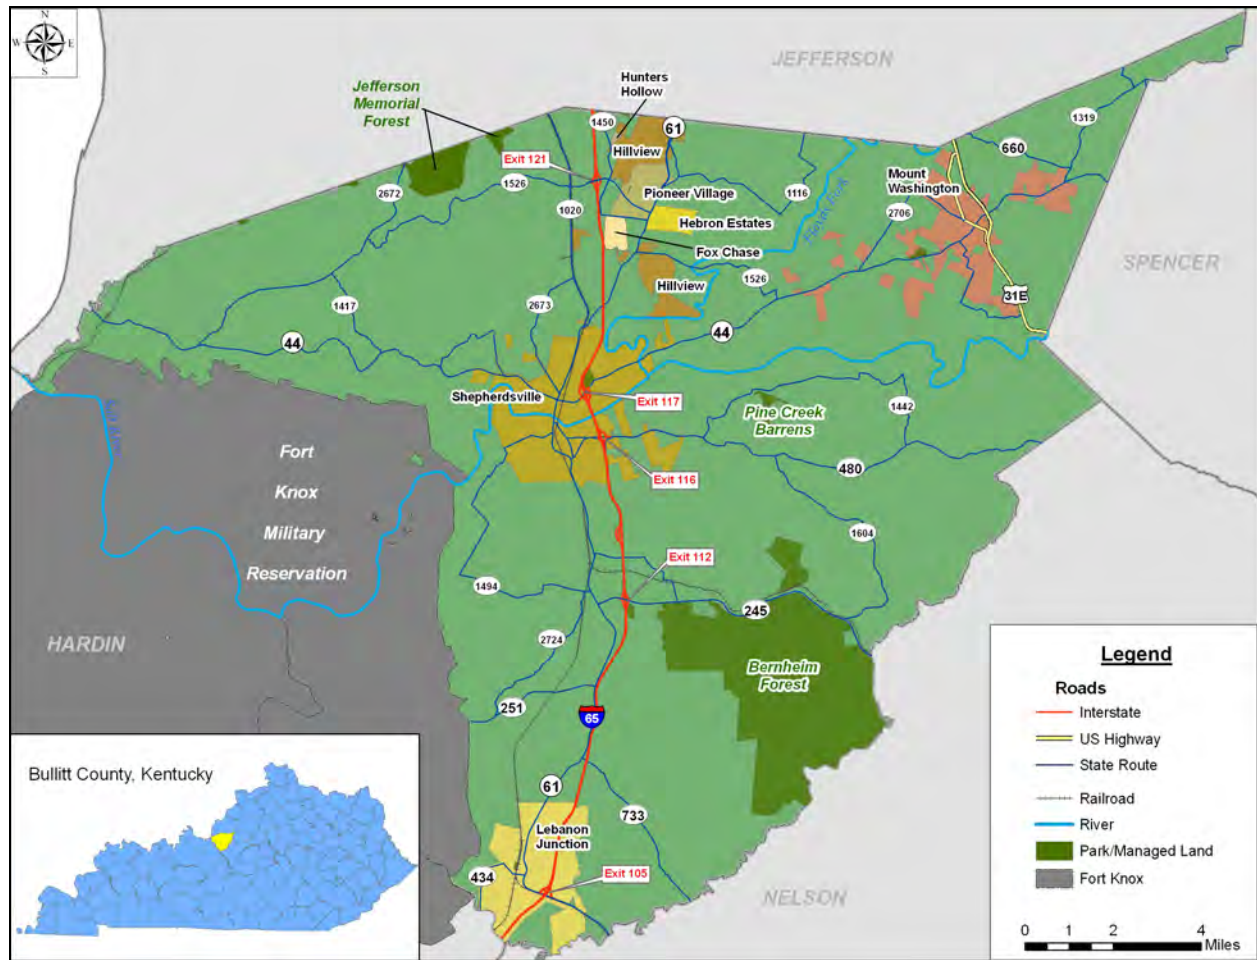 N
W E
S
JEFFERSON
Jefferson
Memorial
Forest
Hunters
Hollow
1450
61
Hillview
Exit 121
1319
660
Mount
Washington
2672
1526
Pioneer Village
1116
2706
1020
Hebron Estates
Floyds Fork
Fox Chase
SPENCER
Hillview
1526
31E
1417
2673
44
44
Shepherdsville
Exit 117
Pine Creek
Barrens
1442
Salt River
Fort
Knox
Military
Reservation
480
Exit 116
1604
Exit 112
1494
245
HARDIN
2724
Bernheim
Forest
251
65
61
733
Lebanon
Junction
434
Exit 105
NELSON
Bullitt County, Kentucky
Legend
Roads
Interstate
US Highway
State Route
Railroad
River
Park/Managed Land
Fort Knox
0 1 2 4
Miles